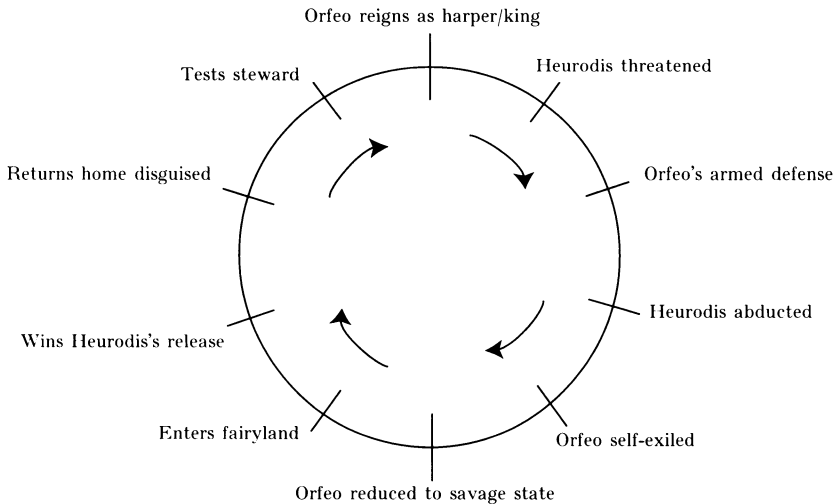 Orfeo reigns as harper/king
Heurodis threatened
Orfeo's armed defense
Heurodis abducted
Orfeo self-exiled
Orfeo reduced to savage state
Enters fairyland
Wins Heurodis's release
Returns home disguised
Tests steward